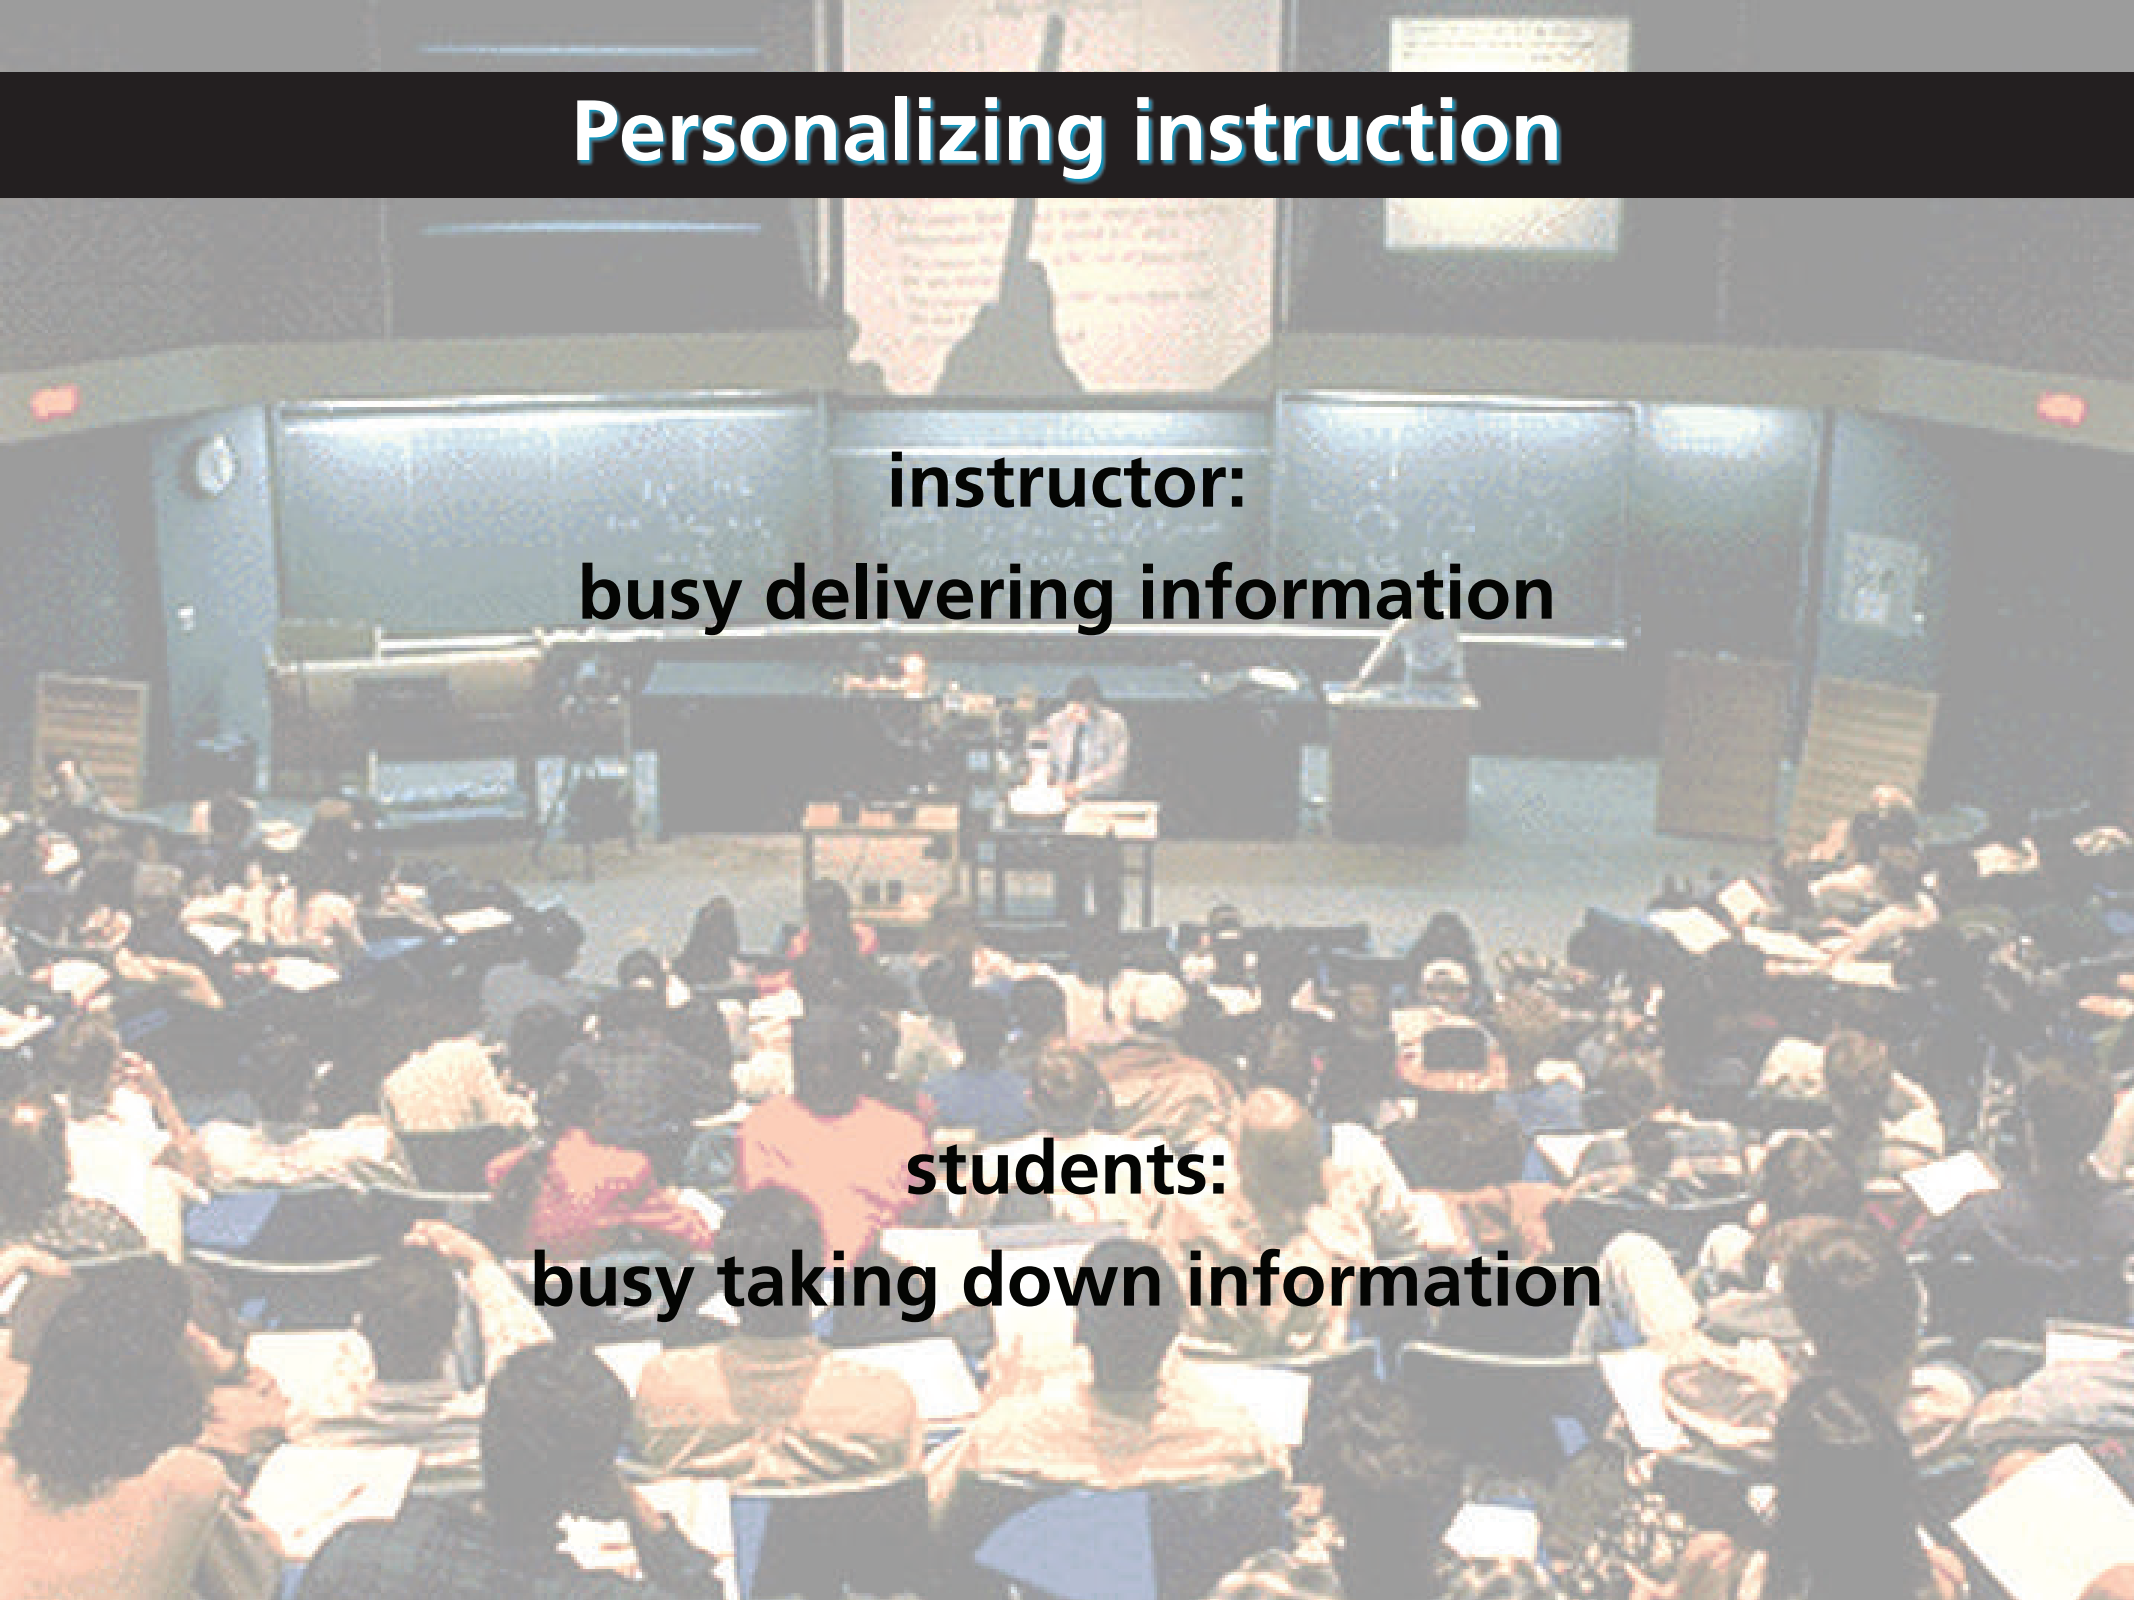 Personalizing instruction
instructor:
busy delivering information
students:
busy taking down information